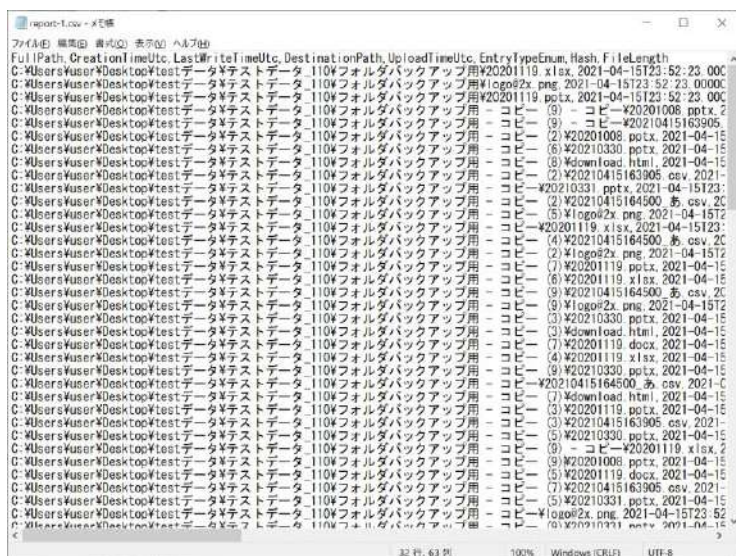 report-1.csv - メモ帳
ファイル(F) 編集(E) 書式(O) 表示(V) ヘルプ(H)
FullPath,CreationTimeUtc,LastWriteTimeUtc,DestinationPath,UploadTimeUtc,EntryTypeEnum,Hash,FileLength
C:¥Users¥user¥Desktop¥testデータ¥テストデータ_110¥フォルダバックアップ用¥20201119.xlsx,2021-04-15T23:52:23.000
C:¥Users¥user¥Desktop¥testデータ¥テストデータ_110¥フォルダバックアップ用¥logo@2x.png,2021-04-15T23:52:23.0000
C:¥Users¥user¥Desktop¥testデータ¥テストデータ_110¥フォルダバックアップ用¥20201119.pptx,2021-04-15T23:52:23.000
C:¥Users¥user¥Desktop¥testデータ¥テストデータ_110¥フォルダバックアップ用 - コピー (9) - コピー¥20201008.pptx,2
C:¥Users¥user¥Desktop¥testデータ¥テストデータ_110¥フォルダバックアップ用 - コピー (9) - コピー¥20210415163905.
C:¥Users¥user¥Desktop¥testデータ¥テストデータ_110¥フォルダバックアップ用 - コピー (2)¥20201008.pptx,2021-04-15
C:¥Users¥user¥Desktop¥testデータ¥テストデータ_110¥フォルダバックアップ用 - コピー (6)¥20210330.pptx,2021-04-15
C:¥Users¥user¥Desktop¥testデータ¥テストデータ_110¥フォルダバックアップ用 - コピー (8)¥download.html,2021-04-15
C:¥Users¥user¥Desktop¥testデータ¥テストデータ_110¥フォルダバックアップ用 - コピー (2)¥20210415163905.csv,2021-
C:¥Users¥user¥Desktop¥testデータ¥テストデータ_110¥フォルダバックアップ用 - コピー¥20210331.pptx,2021-04-15T23:
C:¥Users¥user¥Desktop¥testデータ¥テストデータ_110¥フォルダバックアップ用 - コピー (2)¥20210415164500_あ.csv,20
C:¥Users¥user¥Desktop¥testデータ¥テストデータ_110¥フォルダバックアップ用 - コピー (5)¥logo@2x.png,2021-04-15T2
C:¥Users¥user¥Desktop¥testデータ¥テストデータ_110¥フォルダバックアップ用 - コピー¥20201119.xlsx,2021-04-15T23:
C:¥Users¥user¥Desktop¥testデータ¥テストデータ_110¥フォルダバックアップ用 - コピー (4)¥20210415164500_あ.csv,20
C:¥Users¥user¥Desktop¥testデータ¥テストデータ_110¥フォルダバックアップ用 - コピー (2)¥logo@2x.png,2021-04-15T2
C:¥Users¥user¥Desktop¥testデータ¥テストデータ_110¥フォルダバックアップ用 - コピー (7)¥20201119.pptx,2021-04-15
C:¥Users¥user¥Desktop¥testデータ¥テストデータ_110¥フォルダバックアップ用 - コピー (6)¥20201119.xlsx,2021-04-15
C:¥Users¥user¥Desktop¥testデータ¥テストデータ_110¥フォルダバックアップ用 - コピー (9)¥20210415164500_あ.csv,20
C:¥Users¥user¥Desktop¥testデータ¥テストデータ_110¥フォルダバックアップ用 - コピー (9)¥logo@2x.png,2021-04-15T2
C:¥Users¥user¥Desktop¥testデータ¥テストデータ_110¥フォルダバックアップ用 - コピー (3)¥20210330.pptx,2021-04-15
C:¥Users¥user¥Desktop¥testデータ¥テストデータ_110¥フォルダバックアップ用 - コピー (3)¥download.html,2021-04-15
C:¥Users¥user¥Desktop¥testデータ¥テストデータ_110¥フォルダバックアップ用 - コピー (7)¥20201119.docx,2021-04-15
C:¥Users¥user¥Desktop¥testデータ¥テストデータ_110¥フォルダバックアップ用 - コピー (4)¥20201119.xlsx,2021-04-15
C:¥Users¥user¥Desktop¥testデータ¥テストデータ_110¥フォルダバックアップ用 - コピー (9)¥20210330.pptx,2021-04-15
C:¥Users¥user¥Desktop¥testデータ¥テストデータ_110¥フォルダバックアップ用 - コピー¥20210415164500_あ.csv,2021-0
C:¥Users¥user¥Desktop¥testデータ¥テストデータ_110¥フォルダバックアップ用 - コピー (7)¥download.html,2021-04-15
C:¥Users¥user¥Desktop¥testデータ¥テストデータ_110¥フォルダバックアップ用 - コピー (3)¥20201119.pptx,2021-04-15
C:¥Users¥user¥Desktop¥testデータ¥テストデータ_110¥フォルダバックアップ用 - コピー (3)¥20210415163905.csv,2021-
C:¥Users¥user¥Desktop¥testデータ¥テストデータ_110¥フォルダバックアップ用 - コピー (5)¥20210330.pptx,2021-04-15
C:¥Users¥user¥Desktop¥testデータ¥テストデータ_110¥フォルダバックアップ用 - コピー (9) - コピー¥20201119.xlsx,2
C:¥Users¥user¥Desktop¥testデータ¥テストデータ_110¥フォルダバックアップ用 - コピー (9)¥20201008.pptx,2021-04-15
C:¥Users¥user¥Desktop¥testデータ¥テストデータ_110¥フォルダバックアップ用 - コピー (5)¥20201119.docx,2021-04-15
C:¥Users¥user¥Desktop¥testデータ¥テストデータ_110¥フォルダバックアップ用 - コピー (7)¥20210415163905.csv,2021-
C:¥Users¥user¥Desktop¥testデータ¥テストデータ_110¥フォルダバックアップ用 - コピー (5)¥20210331.pptx,2021-04-15
C:¥Users¥user¥Desktop¥testデータ¥テストデータ_110¥フォルダバックアップ用 - コピー¥logo@2x.png,2021-04-15T23:52
C:¥Users¥user¥Desktop¥testデータ¥テストデータ_110¥フォルダバックアップ用 - コピー (9)¥20210331.pptx,2021-04-15
32 行、63 列 100% Windows (CRLF) UTF-8